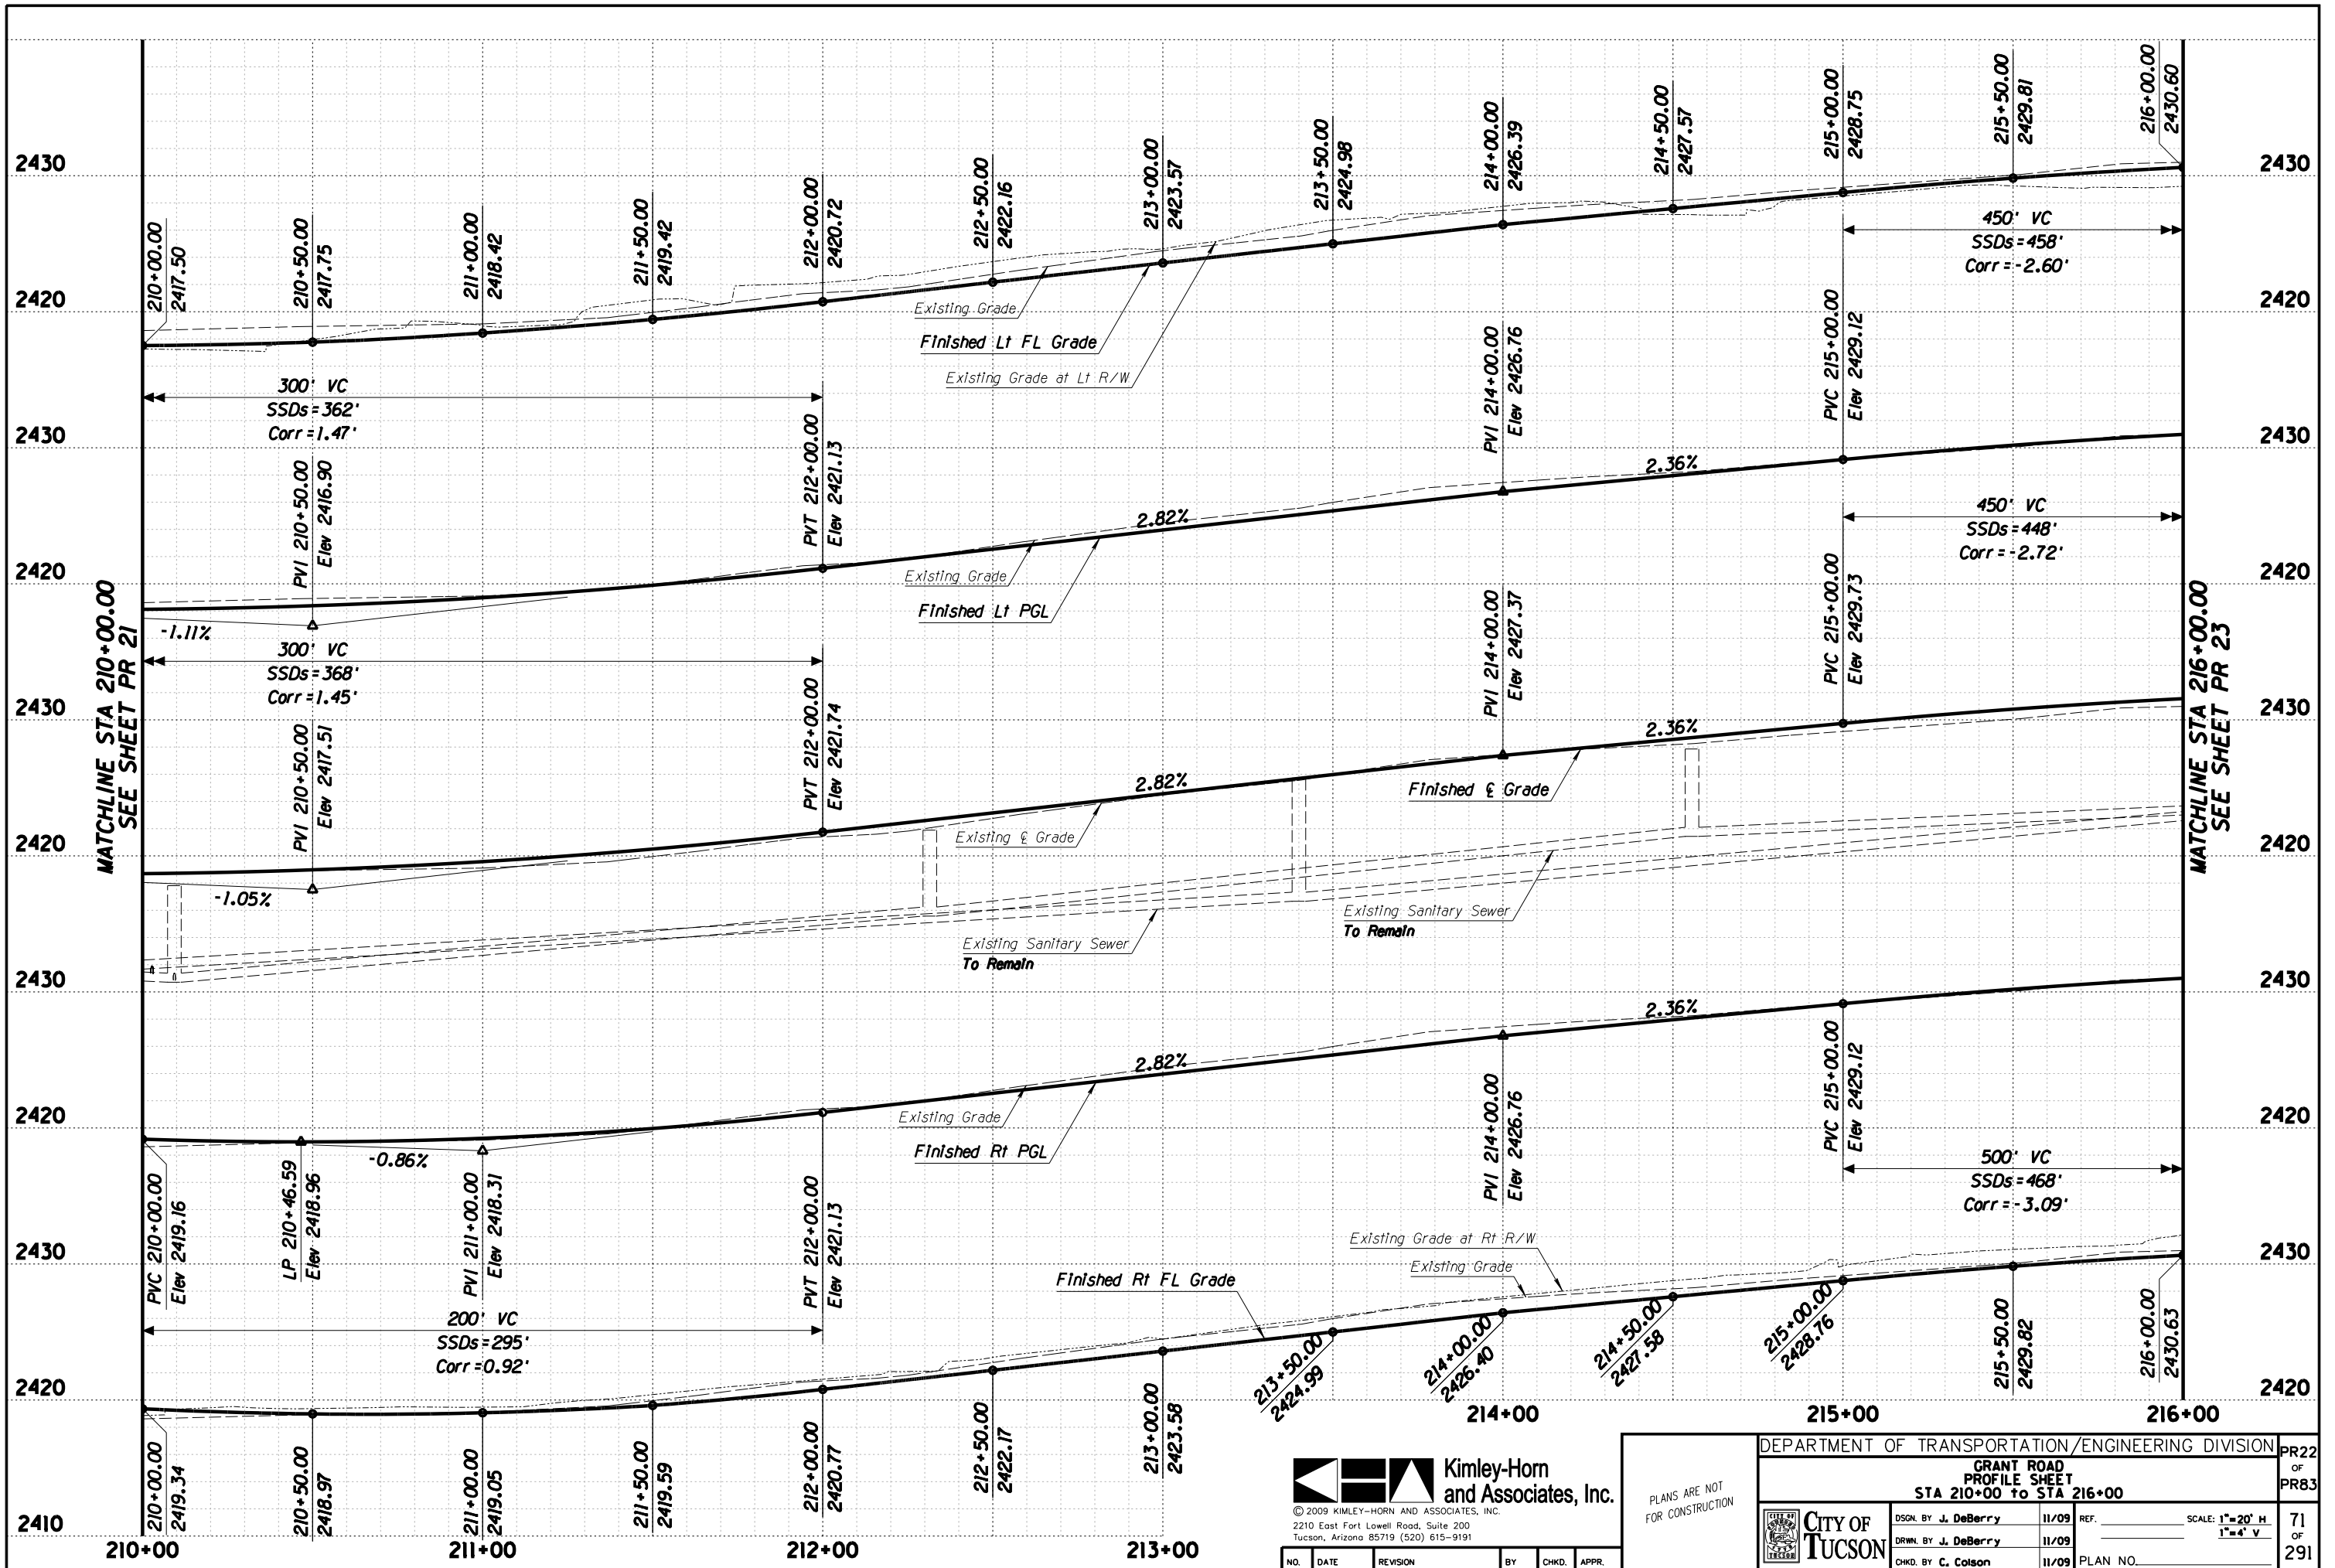 210+00.00
2417.50
210+50.00
2417.75
211+00.00
2418.42
211+50.00
2419.42
212+00.00
2420.72
212+50.00
2422.16
213+00.00
2423.57
213+50.00
2424.98
214+00.00
2426.39
214+50.00
2427.57
215+00.00
2428.75
215+50.00
2429.81
216+00.00
2430.60
2430
2430
2420
2420
Existing Grade
Finished Lt FL Grade
Existing Grade at Lt R/W
300' VC
SSDs=362'
Corr=1.47'
450' VC
SSDs=458'
Corr=-2.60'
2430
2430
PVI 210+50.00
Elev 2416.90
PVT 212+00.00
Elev 2421.13
PVI 214+00.00
Elev 2426.76
PVC 215+00.00
Elev 2429.12
2.82%
2.36%
-1.11%
2420
2420
Existing Grade
Finished Lt PGL
300' VC
SSDs=368'
Corr=1.45'
450' VC
SSDs=448'
Corr=-2.72'
MATCHLINE STA 210+00.00
SEE SHEET PR 21
MATCHLINE STA 216+00.00
SEE SHEET PR 23
2430
2430
PVI 210+50.00
Elev 2417.51
PVT 212+00.00
Elev 2421.74
PVI 214+00.00
Elev 2427.37
PVC 215+00.00
Elev 2429.73
2.82%
2.36%
-1.05%
Finished ℄ Grade
Existing ℄ Grade
2420
2420
Existing Sanitary Sewer
To Remain
Existing Sanitary Sewer
To Remain
2430
2430
2.82%
2.36%
-0.86%
Existing Grade
Finished Rt PGL
2420
2420
PVC 210+00.00
Elev 2419.16
LP 210+46.59
Elev 2418.96
PVI 211+00.00
Elev 2418.31
PVT 212+00.00
Elev 2421.13
PVI 214+00.00
Elev 2426.76
PVC 215+00.00
Elev 2429.12
200' VC
SSDs=295'
Corr=0.92'
500' VC
SSDs=468'
Corr=-3.09'
2430
2430
Existing Grade at Rt R/W
Existing Grade
Finished Rt FL Grade
2420
2420
210+00.00
2419.34
210+50.00
2418.97
211+00.00
2419.05
211+50.00
2419.59
212+00.00
2420.77
212+50.00
2422.17
213+00.00
2423.58
213+50.00
2424.99
214+00.00
2426.40
214+50.00
2427.58
215+00.00
2428.76
215+50.00
2429.82
216+00.00
2430.63
2410
210+00
211+00
212+00
213+00
214+00
215+00
216+00
Kimley-Horn
and Associates, Inc.
© 2009 KIMLEY-HORN AND ASSOCIATES, INC.
2210 East Fort Lowell Road, Suite 200
Tucson, Arizona 85719 (520) 615-9191
NO. DATE REVISION BY CHKD. APPR.
PLANS ARE NOT
FOR CONSTRUCTION
DEPARTMENT OF TRANSPORTATION/ENGINEERING DIVISION
GRANT ROAD
PROFILE SHEET
STA 210+00 to STA 216+00
PR22
OF
PR83
CITY OF
TUCSON
DSGN. BY J. DeBerry 11/09
DRWN. BY J. DeBerry 11/09
CHKD. BY C. Colson 11/09
REF.
SCALE: 1"=20' H
1"=4' V
PLAN NO.
71
OF
291